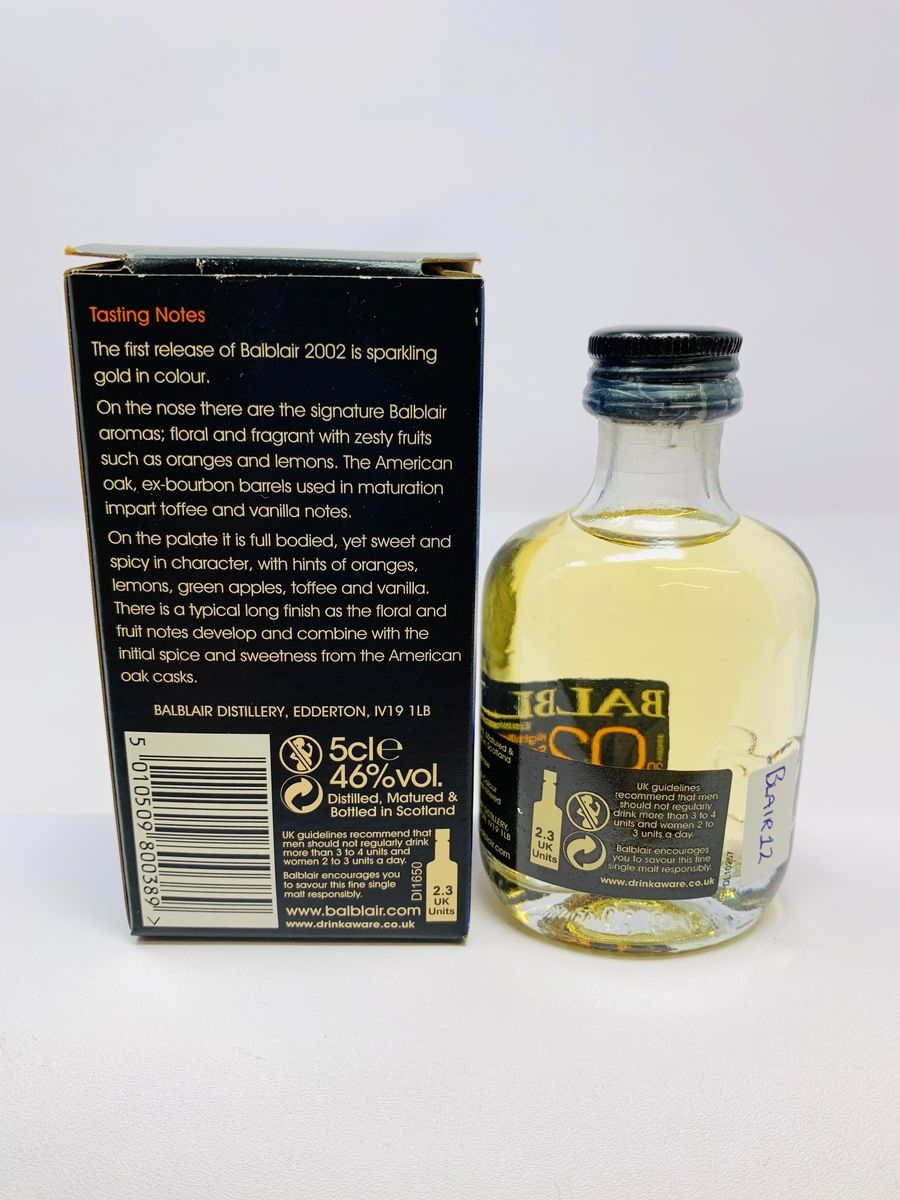 Tasting Notes
The first release of Balblair 2002 is sparkling
gold in colour.
On the nose there are the signature Balblair
aromas; floral and fragrant with zesty fruits
such as oranges and lemons. The American
oak, ex-bourbon barrels used in maturation
impart toffee and vanilla notes.
On the palate it is full bodied, yet sweet and
spicy in character, with hints of oranges,
lemons, green apples, toffee and vanilla.
There is a typical long finish as the floral and
fruit notes develop and combine with the
initial spice and sweetness from the American
oak casks.
BALBLAIR DISTILLERY, EDDERTON, IV19 1LB
5 010509 800389 >
5cl e
46%vol.
Distilled, Matured &
Bottled in Scotland
UK guidelines recommend that
men should not regularly drink
more than 3 to 4 units and
women 2 to 3 units a day.
Balblair encourages you
to savour this fine single
malt responsibly.
www.balblair.com
www.drinkaware.co.uk
DI1650
2.3
UK
Units
BALBL
02
Matured &
Scotland
DISTILLERY,
IV19 1LB
blair.com
2.3
UK
Units
UK guidelines
recommend that men
should not regularly
drink more than 3 to 4
units and women 2 to
3 units a day.
Balblair encourages
you to savour this fine
single malt responsibly.
www.drinkaware.co.uk
BLAIR 12